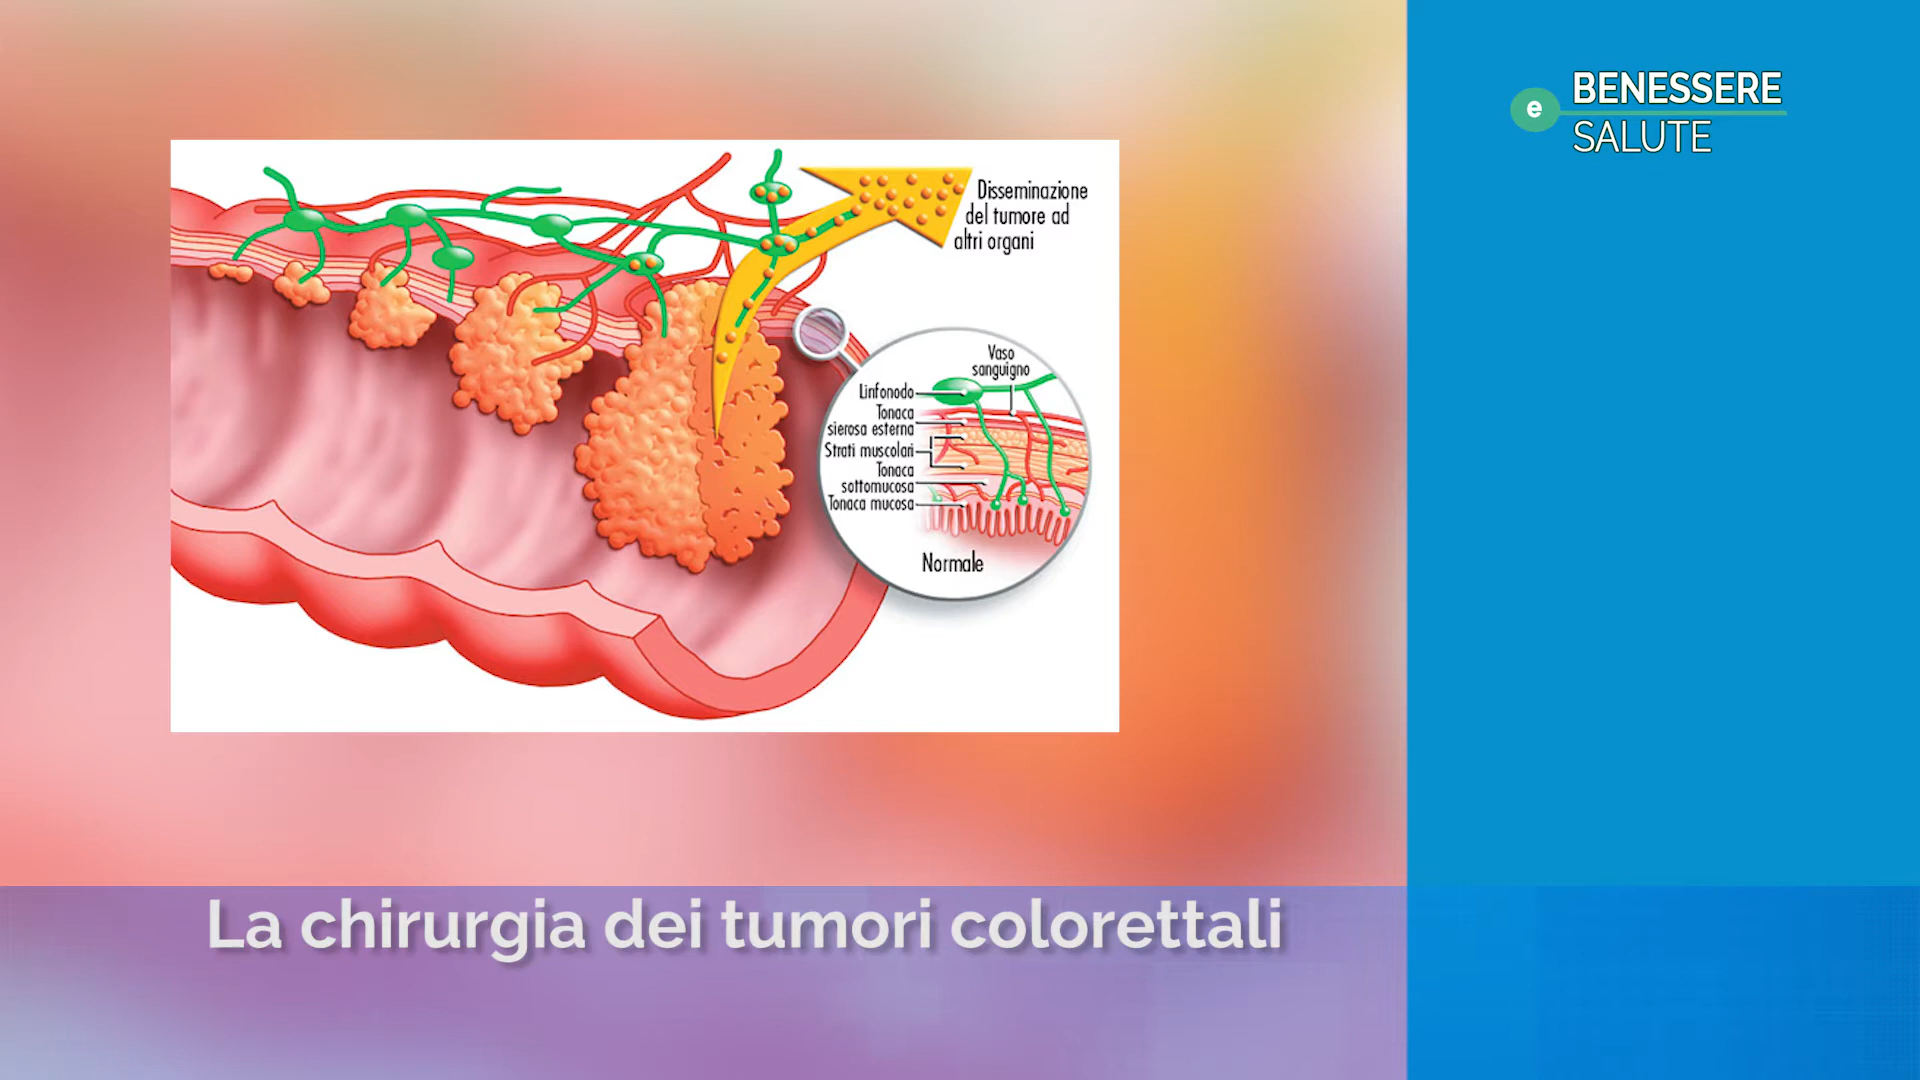 e
BENESSERE
SALUTE
Disseminazione
del tumore ad
altri organi
Vaso
sanguigno
Linfonodo
Tonaca
sierosa esterna
Strati muscolari
Tonaca
sottomucosa
Tonaca mucosa
Normale
La chirurgia dei tumori colorettali